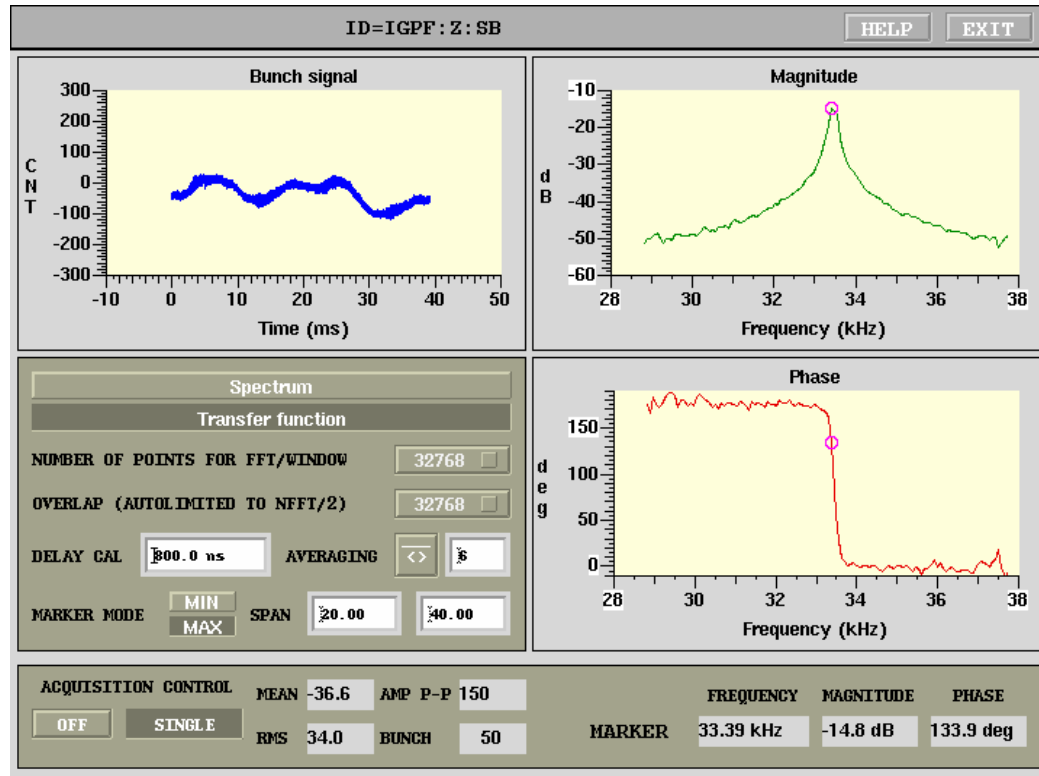 ID=IGPF:Z:SB
HELP
EXIT
Bunch signal
300
200
100
0
-100
-200
-300
CNT
-10 0 10 20 30 40 50
Time (ms)
Magnitude
-10
-20
-30
-40
-50
-60
dB
28 30 32 34 36 38
Frequency (kHz)
Spectrum
Transfer function
NUMBER OF POINTS FOR FFT/WINDOW 32768
OVERLAP (AUTOLIMITED TO NFFT/2) 32768
DELAY CAL 800.0 ns AVERAGING <> 6
MARKER MODE MIN MAX SPAN 20.00 40.00
Phase
150
100
50
0
deg
28 30 32 34 36 38
Frequency (kHz)
ACQUISITION CONTROL
OFF SINGLE
MEAN -36.6 AMP P-P 150
RMS 34.0 BUNCH 50
MARKER
FREQUENCY MAGNITUDE PHASE
33.39 kHz -14.8 dB 133.9 deg